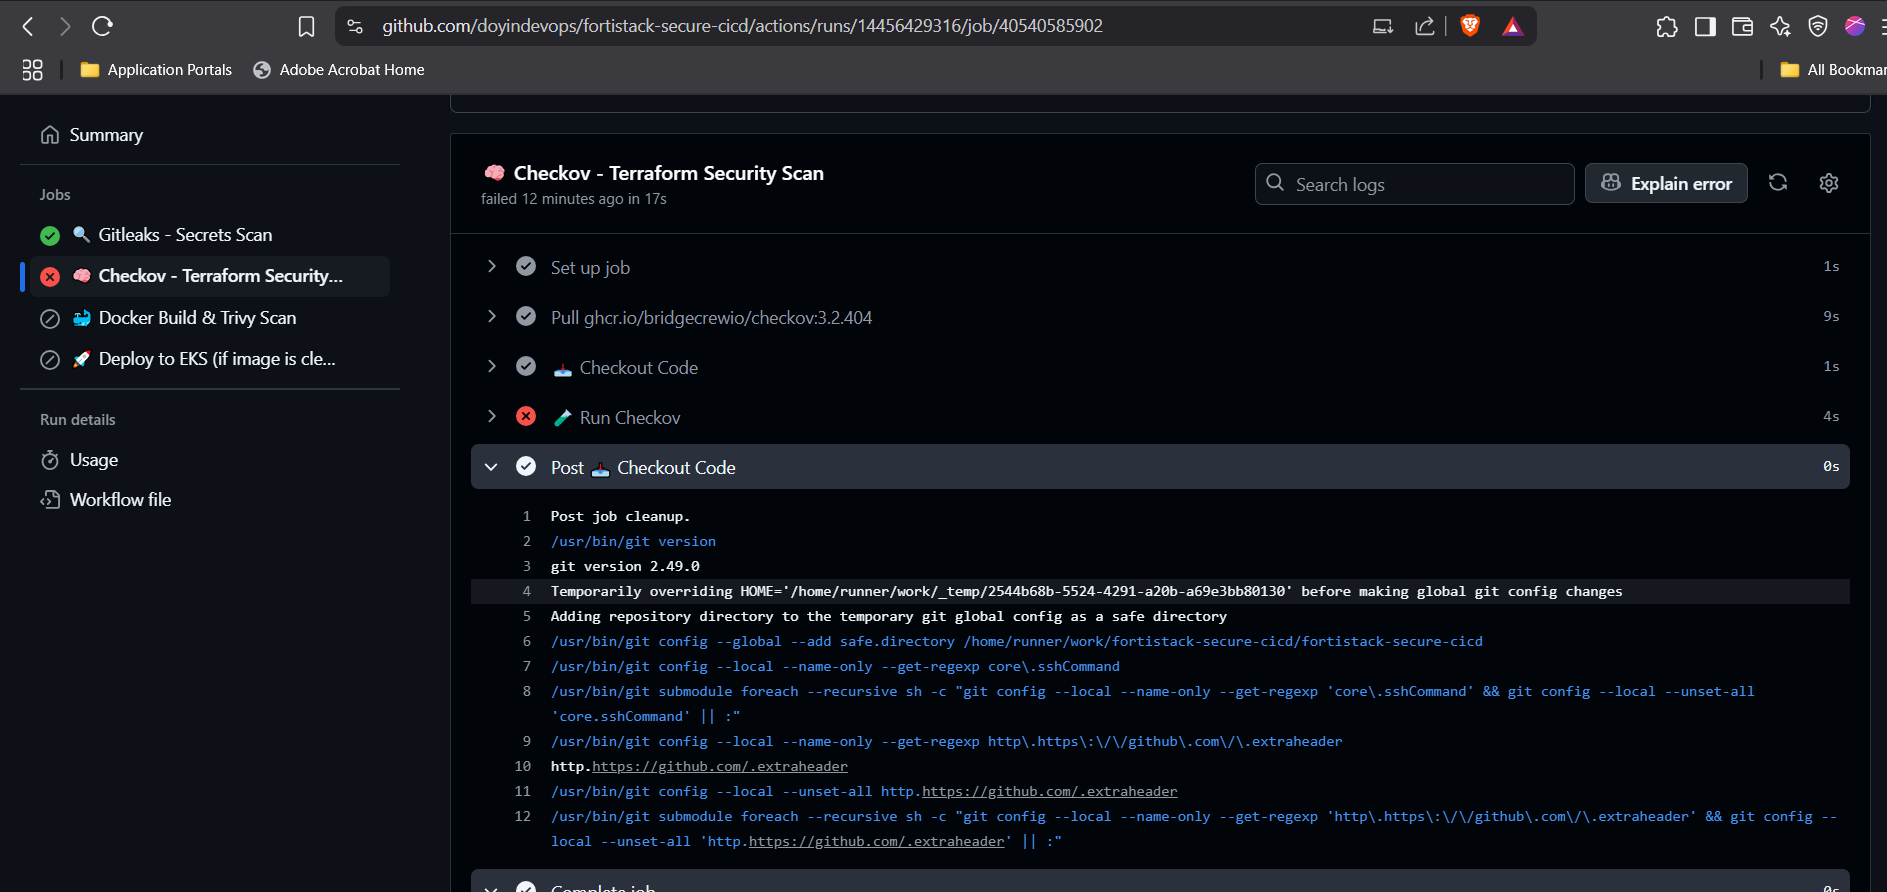 github.com/doyindevops/fortistack-secure-cicd/actions/runs/14456429316/job/40540585902
Application Portals
Adobe Acrobat Home
All Bookmar
Summary
Jobs
Gitleaks - Secrets Scan
Checkov - Terraform Security...
Docker Build & Trivy Scan
Deploy to EKS (if image is cle...
Run details
Usage
Workflow file
Checkov - Terraform Security Scan
failed 12 minutes ago in 17s
Search logs
Explain error
Set up job 1s
Pull ghcr.io/bridgecrewio/checkov:3.2.404 9s
Checkout Code 1s
Run Checkov 4s
Post Checkout Code 0s
1 Post job cleanup.
2 /usr/bin/git version
3 git version 2.49.0
4 Temporarily overriding HOME='/home/runner/work/_temp/2544b68b-5524-4291-a20b-a69e3bb80130' before making global git config changes
5 Adding repository directory to the temporary git global config as a safe directory
6 /usr/bin/git config --global --add safe.directory /home/runner/work/fortistack-secure-cicd/fortistack-secure-cicd
7 /usr/bin/git config --local --name-only --get-regexp core\.sshCommand
8 /usr/bin/git submodule foreach --recursive sh -c "git config --local --name-only --get-regexp 'core\.sshCommand' && git config --local --unset-all
'core.sshCommand' || :"
9 /usr/bin/git config --local --name-only --get-regexp http\.https\:\/\/github\.com\/\.extraheader
10 http.https://github.com/.extraheader
11 /usr/bin/git config --local --unset-all http.https://github.com/.extraheader
12 /usr/bin/git submodule foreach --recursive sh -c "git config --local --name-only --get-regexp 'http\.https\:\/\/github\.com\/\.extraheader' && git config --
local --unset-all 'http.https://github.com/.extraheader' || :"
Complete job 0s